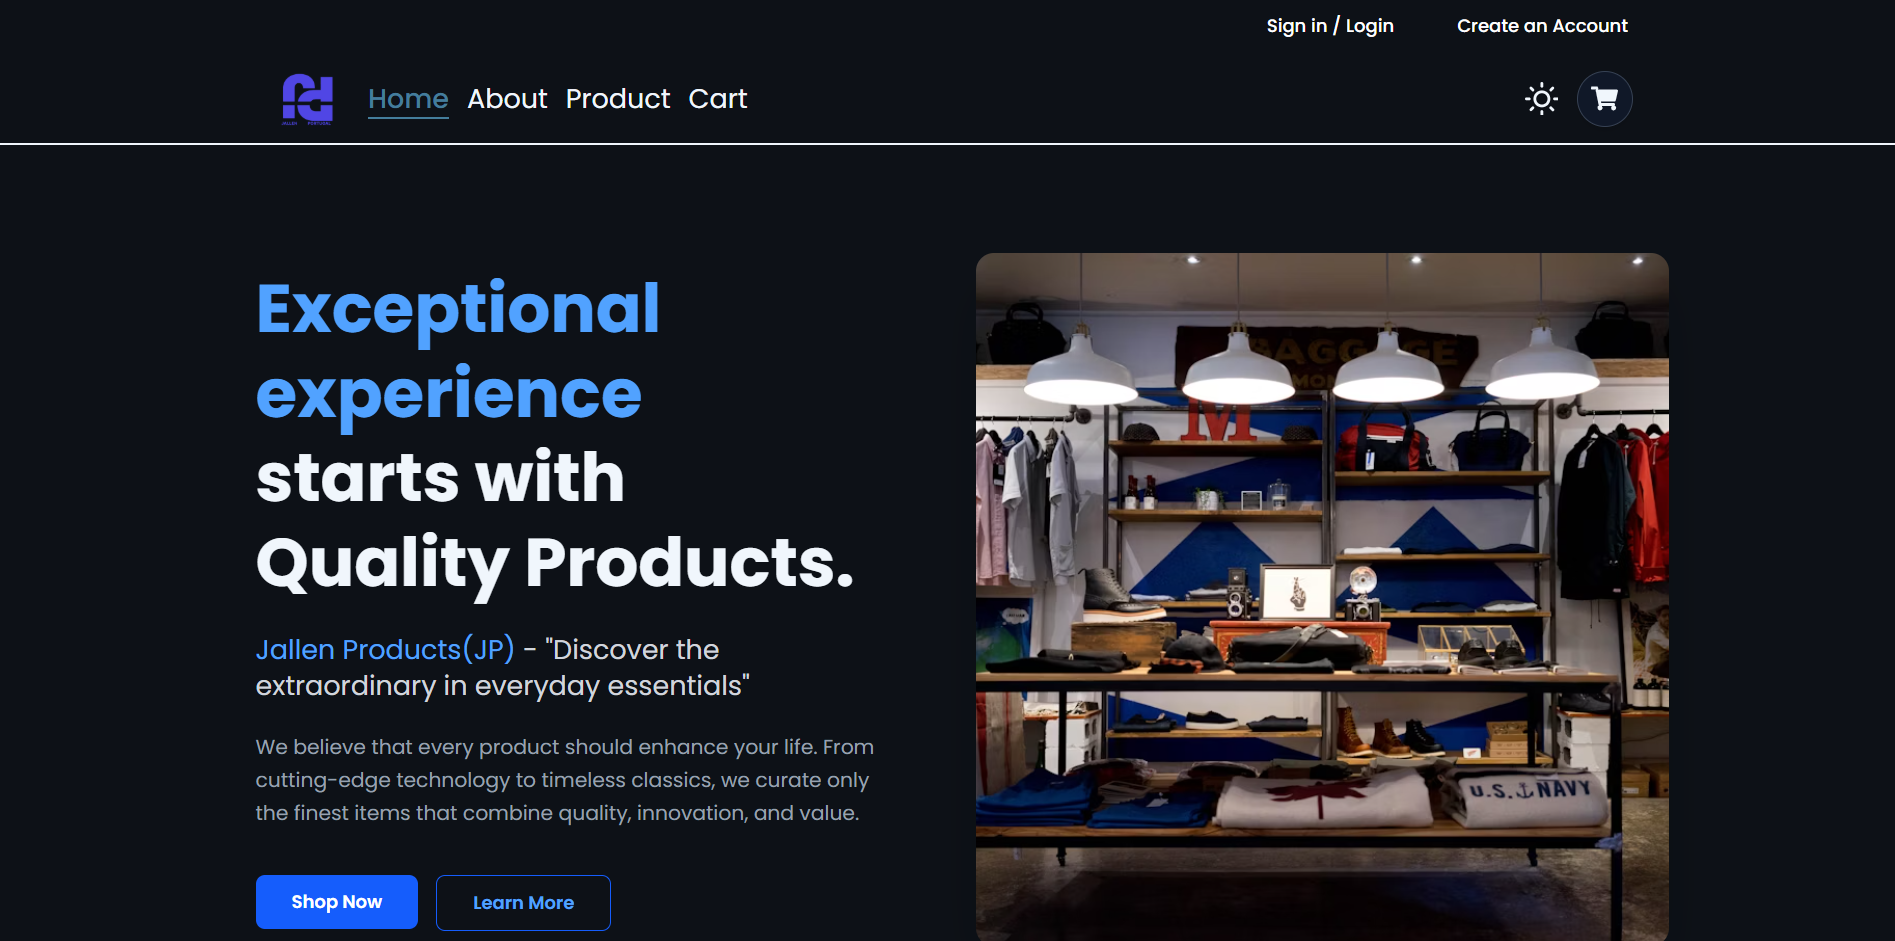 Sign in / Login
Create an Account
Home
About
Product
Cart
Exceptional
experience
starts with
Quality Products.
Jallen Products(JP) - "Discover the
extraordinary in everyday essentials"
We believe that every product should enhance your life. From
cutting-edge technology to timeless classics, we curate only
the finest items that combine quality, innovation, and value.
Shop Now
Learn More
BAGGAGE
M
8
U.S. NAVY